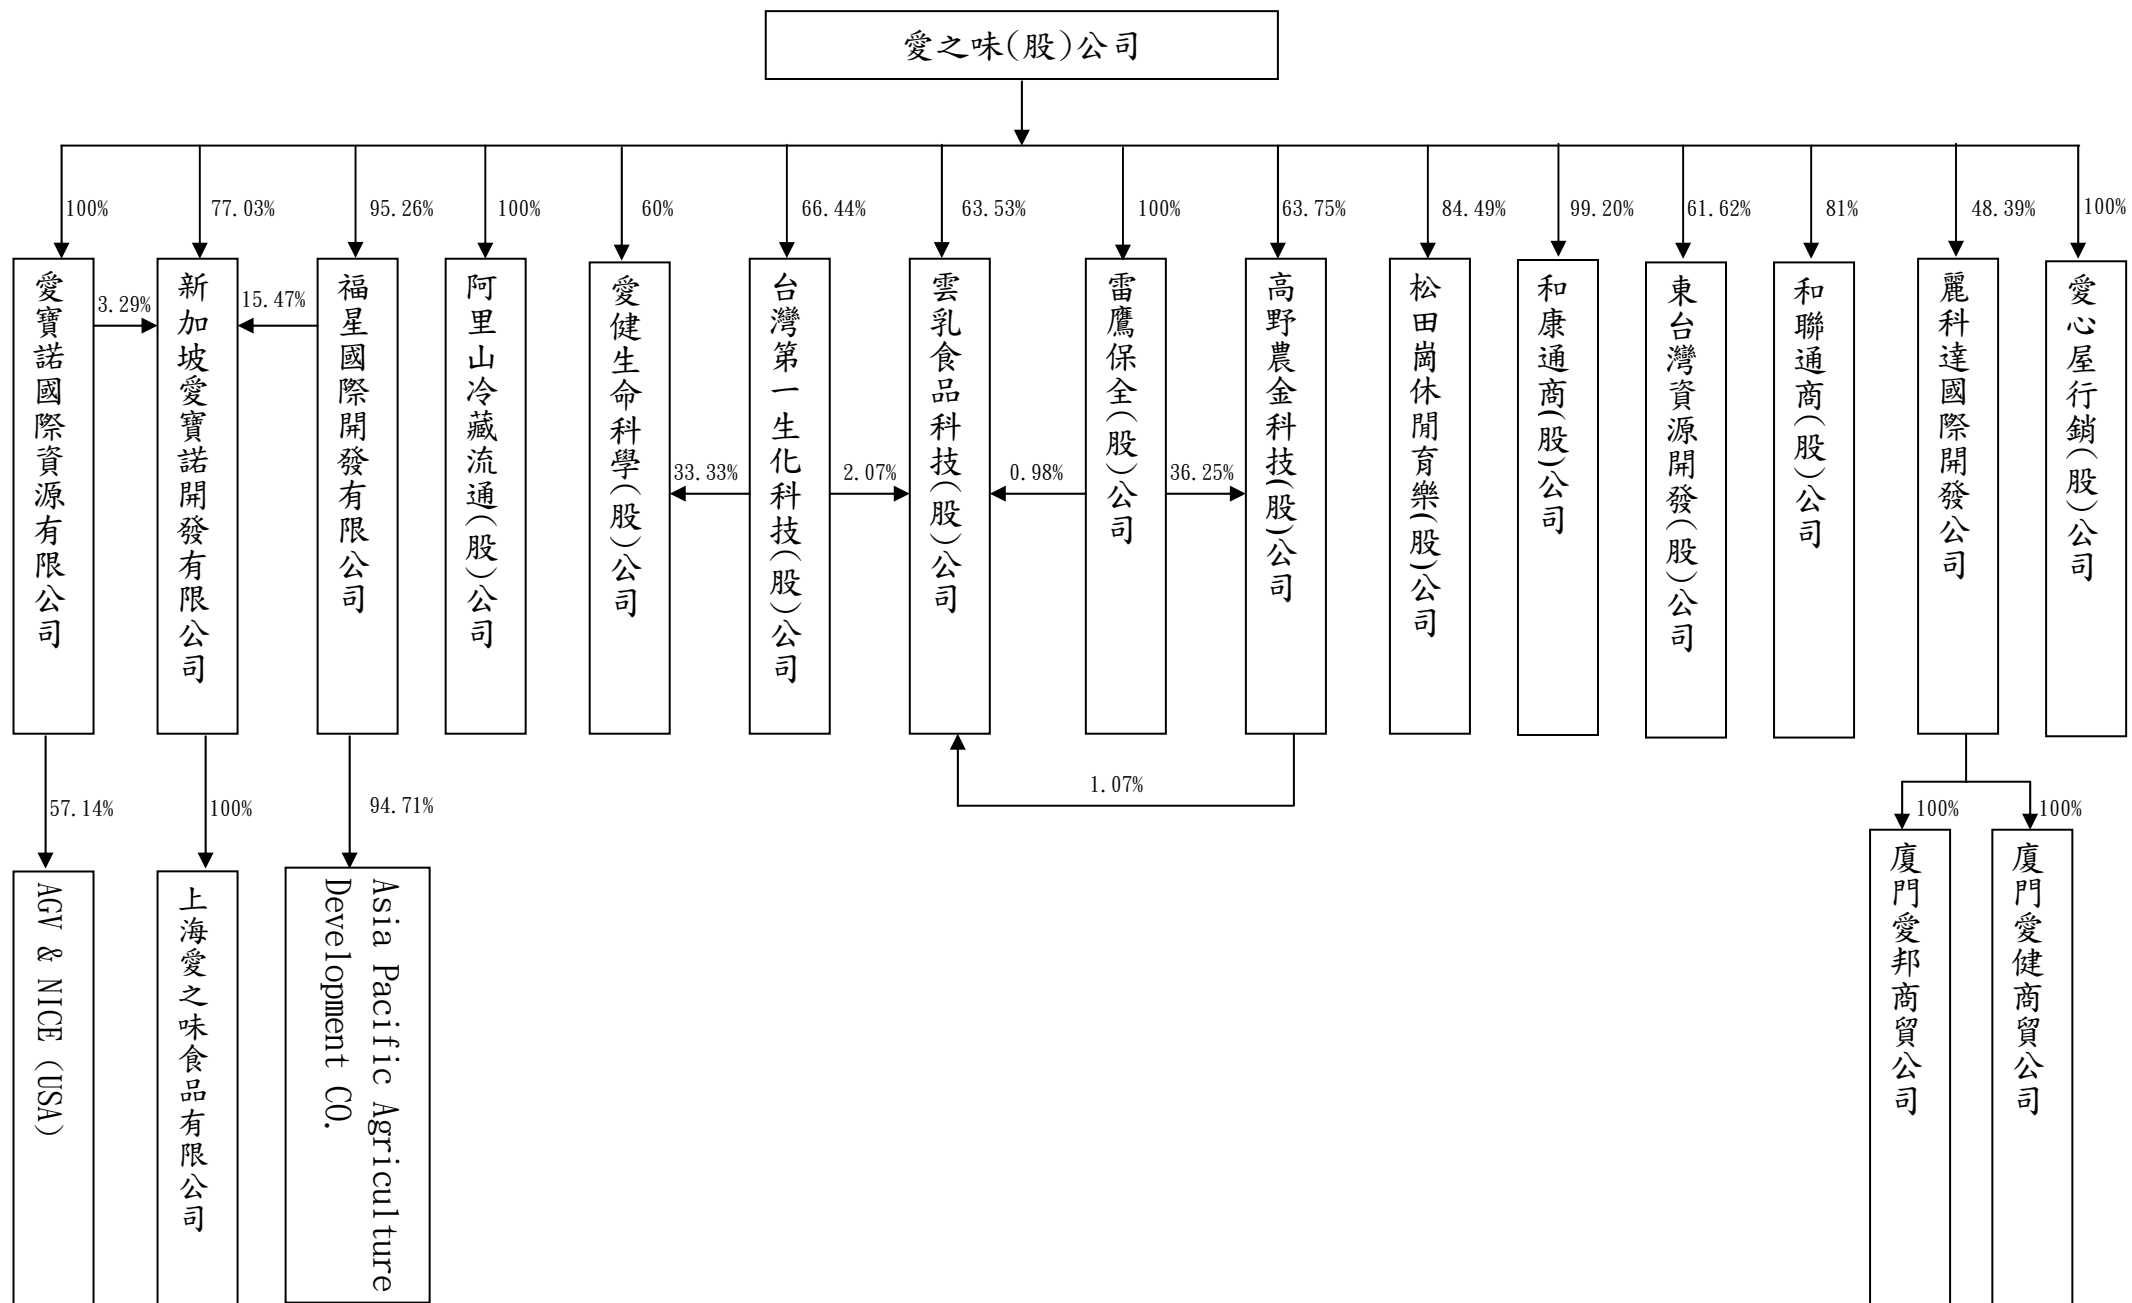 愛之味(股)公司
100%
77.03%
95.26%
100%
60%
66.44%
63.53%
100%
63.75%
84.49%
99.20%
61.62%
81%
48.39%
100%
愛寶諾國際資源有限公司
3.29%
新加坡愛寶諾開發有限公司
15.47%
福星國際開發有限公司
阿里山冷藏流通(股)公司
愛健生命科學(股)公司
33.33%
台灣第一生化科技(股)公司
2.07%
雲乳食品科技(股)公司
0.98%
雷鷹保全(股)公司
36.25%
高野農金科技(股)公司
松田崗休閒育樂(股)公司
和康通商(股)公司
東台灣資源開發(股)公司
和聯通商(股)公司
麗科達國際開發公司
愛心屋行銷(股)公司
57.14%
100%
94.71%
1.07%
100%
100%
AGV & NICE (USA)
上海愛之味食品有限公司
Asia Pacific Agriculture
Development CO.
廈門愛邦商貿公司
廈門愛健商貿公司